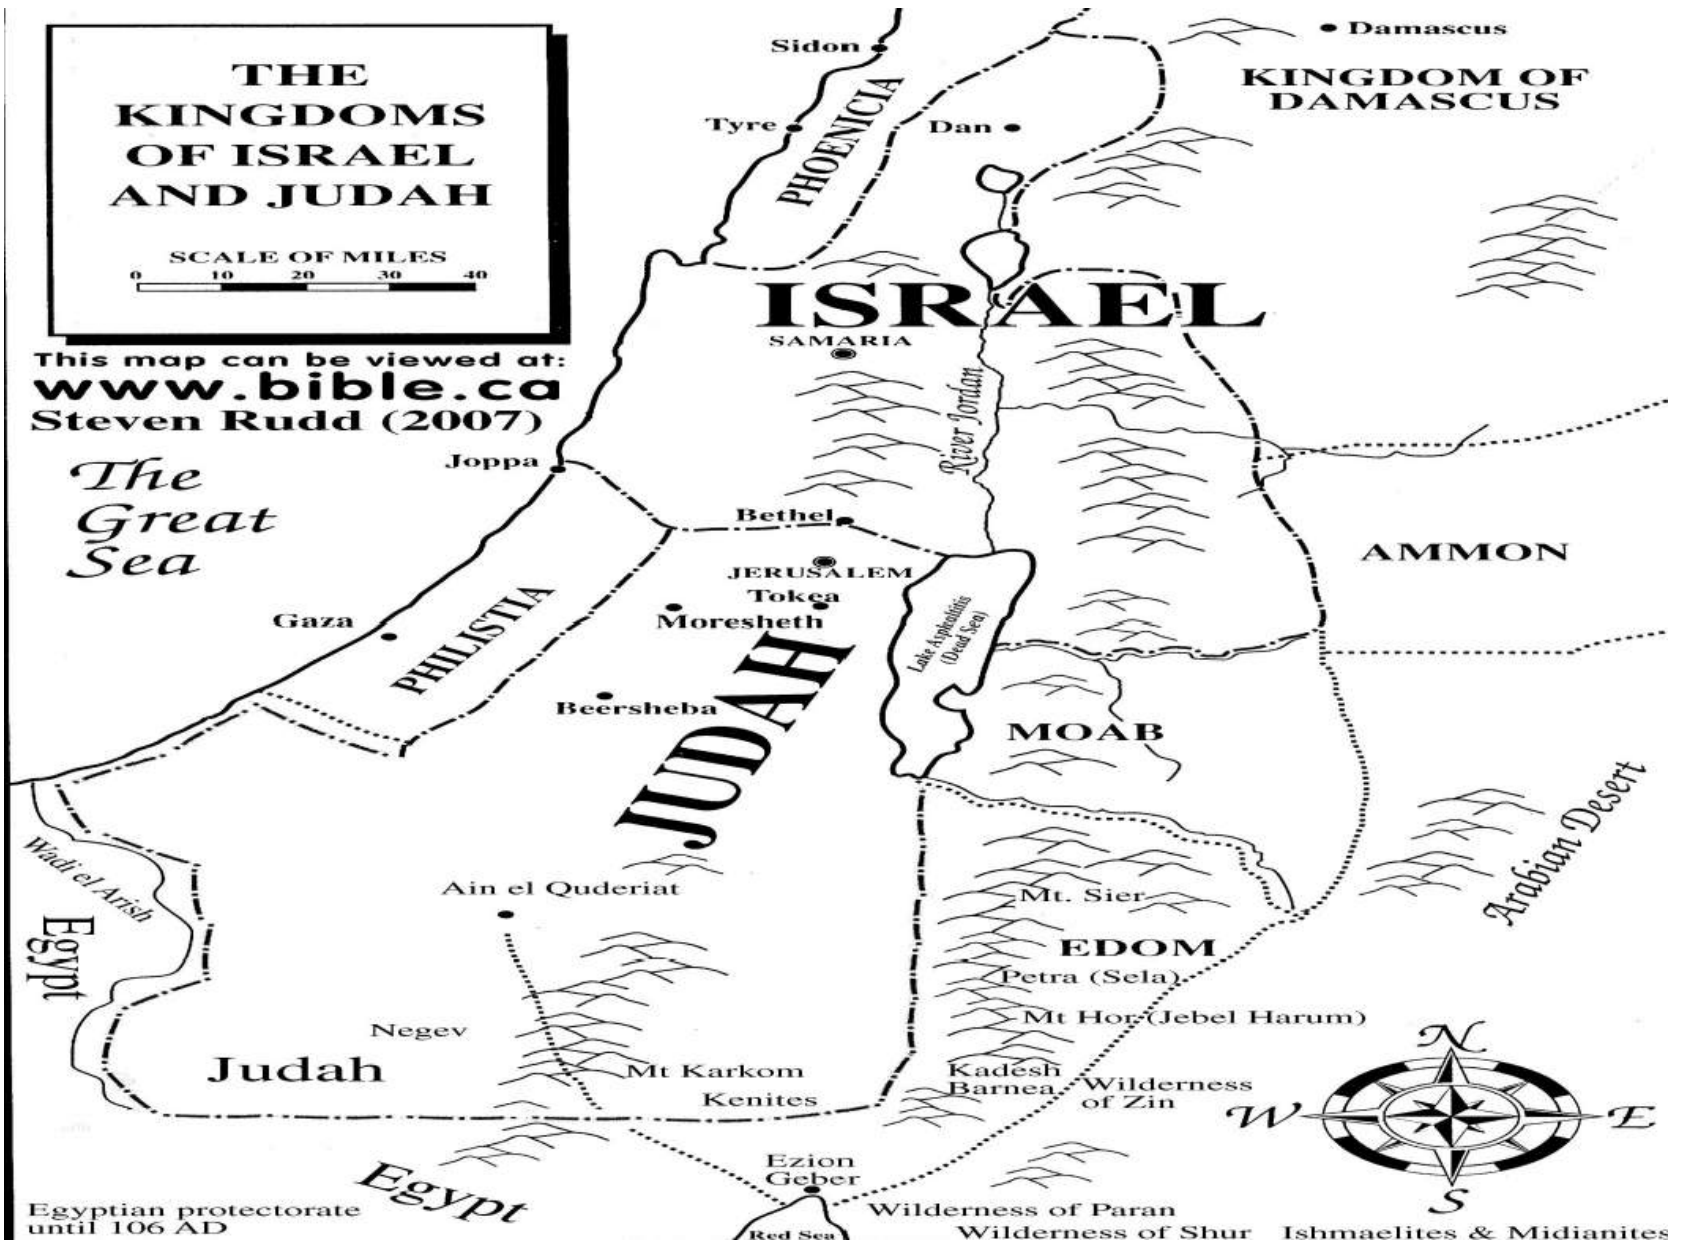 THE
KINGDOMS
OF ISRAEL
AND JUDAH
SCALE OF MILES
0 10 20 30 40
This map can be viewed at:
www.bible.ca
Steven Rudd (2007)
Sidon
Damascus
KINGDOM OF
DAMASCUS
Tyre
PHOENICIA
Dan
ISRAEL
SAMARIA
River Jordan
Joppa
The
Great
Sea
Bethel
AMMON
JERUSALEM
Tokea
Moresheth
Gaza
PHILISTIA
Lake Asphaltitis
(Dead Sea)
JUDAH
Beersheba
MOAB
Arabian Desert
Wadi el Arish
Egypt
Ain el Quderiat
Mt. Sier
EDOM
Petra (Sela)
Mt Hor (Jebel Harum)
Negev
Judah
Mt Karkom
Kenites
Kadesh
Barnea
Wilderness
of Zin
N
W
E
S
Egypt
Ezion
Geber
Red Sea
Egyptian protectorate
until 106 AD
Wilderness of Paran
Wilderness of Shur
Ishmaelites & Midianites